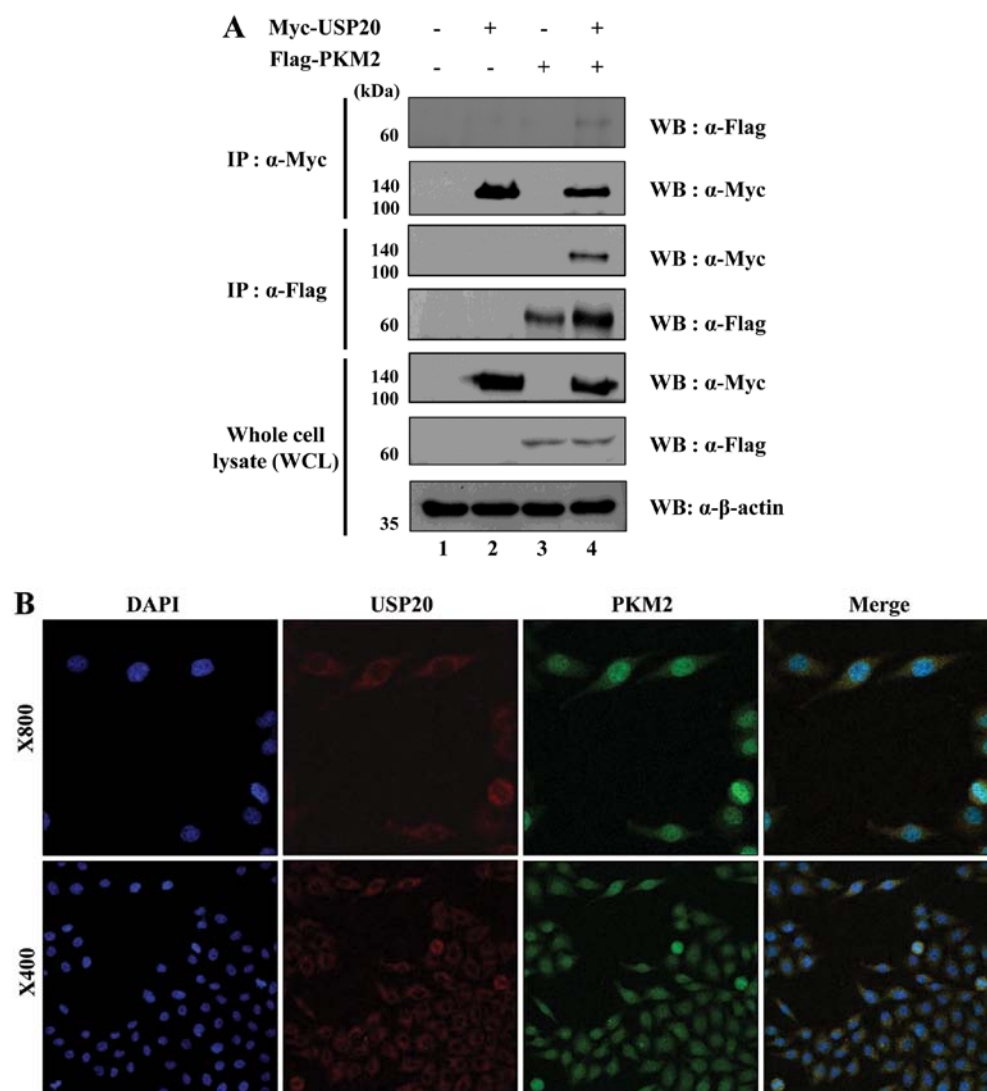 A
Myc-USP20 - + - +
Flag-PKM2 - - + +
(kDa)
IP : α-Myc
60
WB : α-Flag
140
100
WB : α-Myc
IP : α-Flag
140
100
WB : α-Myc
60
WB : α-Flag
Whole cell
lysate (WCL)
140
100
WB : α-Myc
60
WB : α-Flag
35
WB: α-β-actin
1 2 3 4
B
DAPI USP20 PKM2 Merge
X800
X400